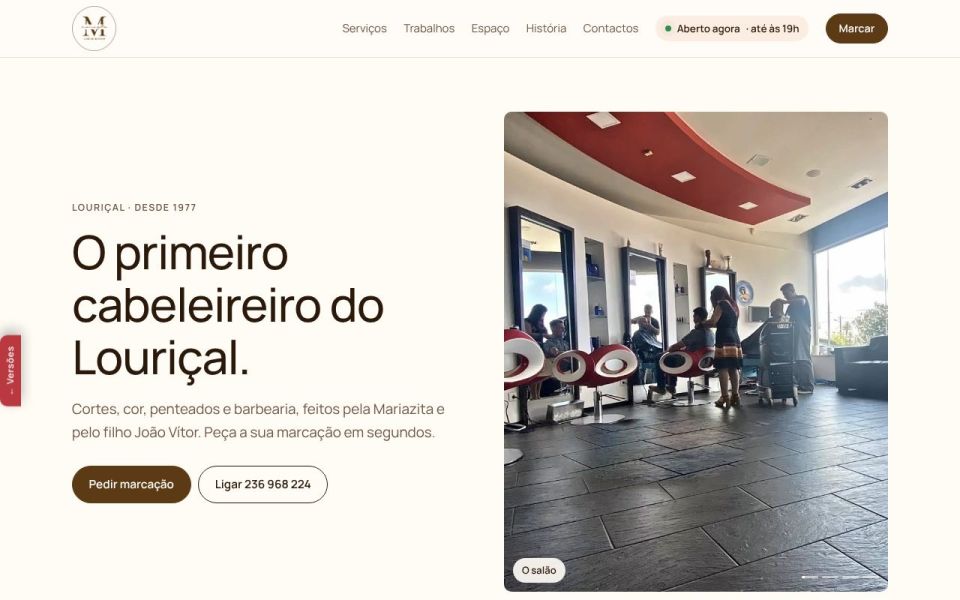 M
Serviços
Trabalhos
Espaço
História
Contactos
Aberto agora · até às 19h
Marcar
LOURIÇAL · DESDE 1977
O primeiro
cabeleireiro do
Louriçal.
Cortes, cor, penteados e barbearia, feitos pela Mariazita e
pelo filho João Vítor. Peça a sua marcação em segundos.
Pedir marcação
Ligar 236 968 224
← Versões
O salão